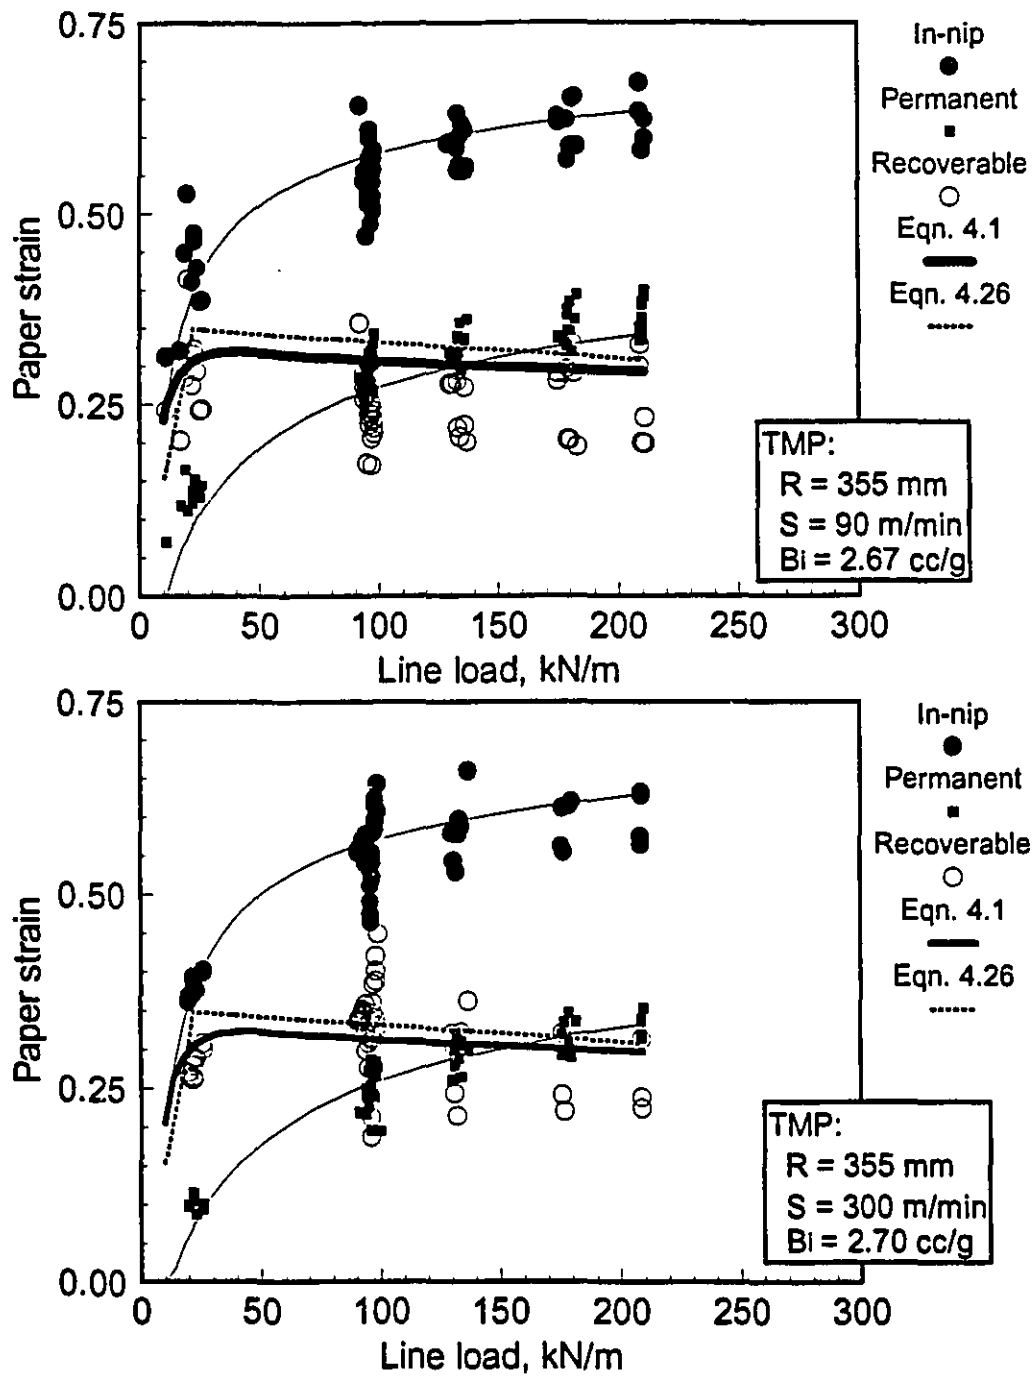 0.75
0.50
0.25
0.00
Paper strain
0
50
100
150
200
250
300
Line load, kN/m
In-nip
Permanent
Recoverable
Eqn. 4.1
Eqn. 4.26
TMP:
R = 355 mm
S = 90 m/min
Bi = 2.67 cc/g
0.75
0.50
0.25
0.00
Paper strain
0
50
100
150
200
250
300
Line load, kN/m
In-nip
Permanent
Recoverable
Eqn. 4.1
Eqn. 4.26
TMP:
R = 355 mm
S = 300 m/min
Bi = 2.70 cc/g